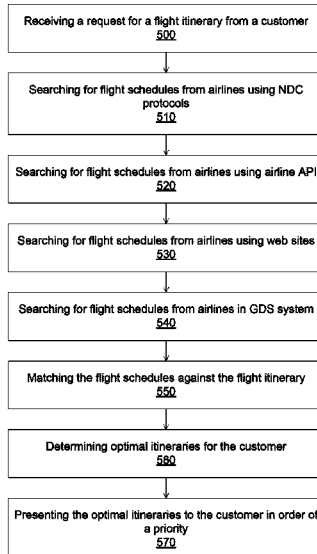 Receiving a request for a flight itinerary from a customer
500
Searching for flight schedules from airlines using NDC
protocols
510
Searching for flight schedules from airlines using airline API
520
Searching for flight schedules from airlines using web sites
530
Searching for flight schedules from airlines in GDS system
540
Matching the flight schedules against the flight itinerary
550
Determining optimal itineraries for the customer
560
Presenting the optimal itineraries to the customer in order of
a priority
570